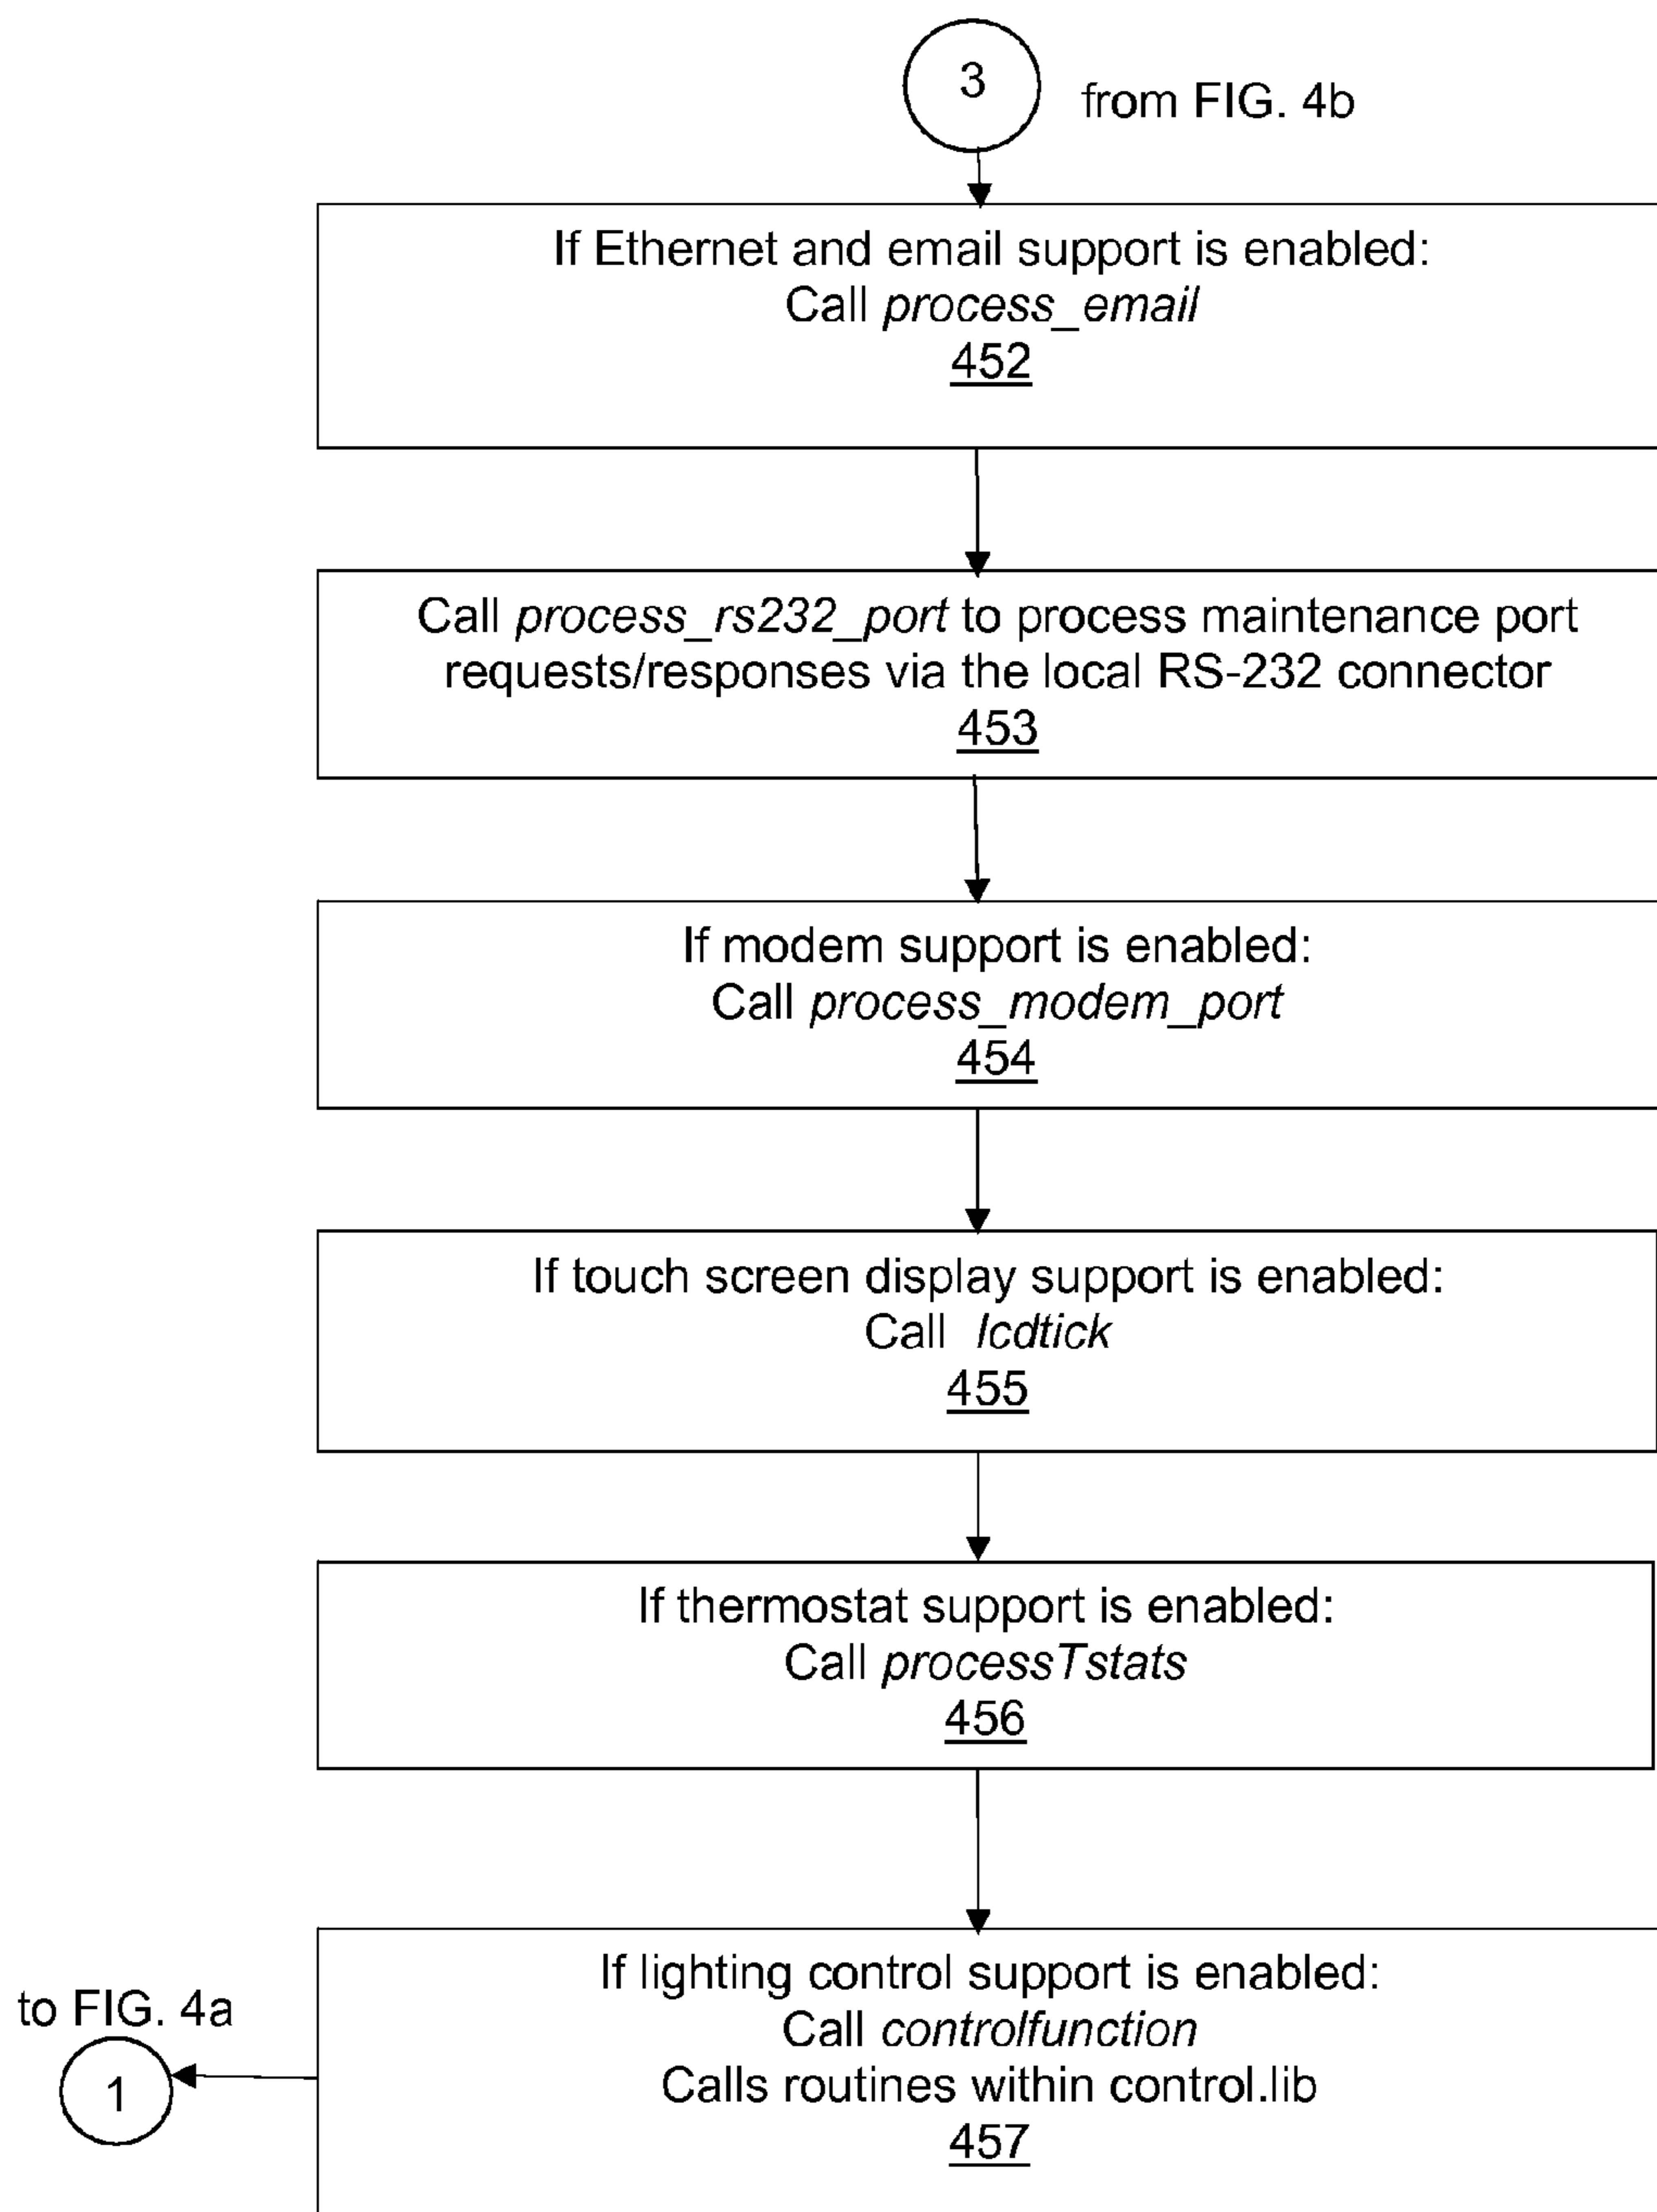 3
from FIG. 4b
If Ethernet and email support is enabled:
Call process_email
452
Call process_rs232_port to process maintenance port
requests/responses via the local RS-232 connector
453
If modem support is enabled:
Call process_modem_port
454
If touch screen display support is enabled:
Call lcdtick
455
If thermostat support is enabled:
Call processTstats
456
If lighting control support is enabled:
Call controlfunction
Calls routines within control.lib
457
to FIG. 4a
1